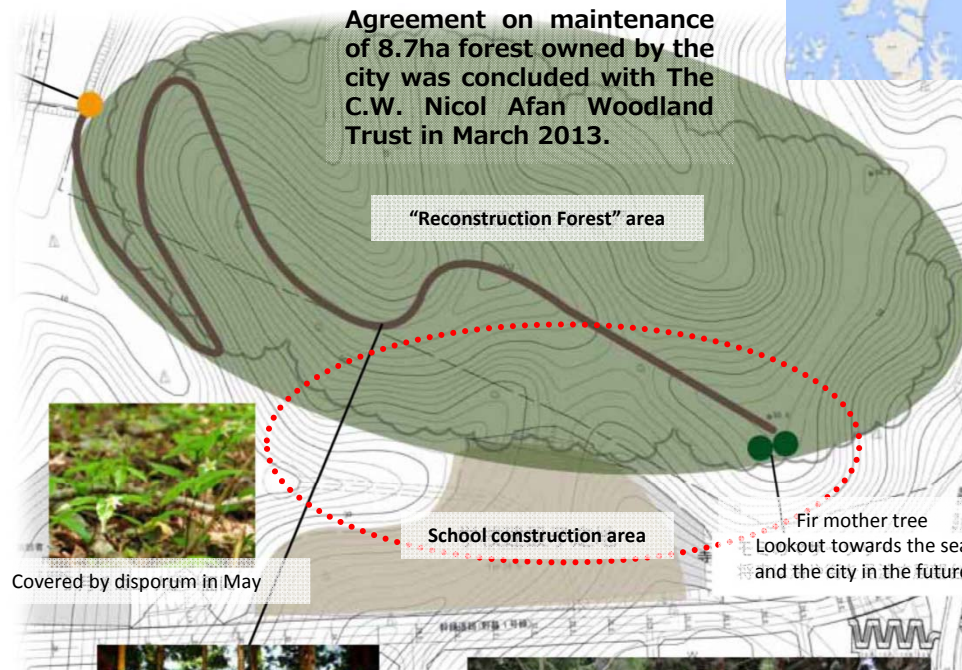 Agreement on maintenance
of 8.7ha forest owned by the
city was concluded with The
C.W. Nicol Afan Woodland
Trust in March 2013.
“Reconstruction Forest” area
School construction area
Fir mother tree
Lookout towards the sea
and the city in the future
Covered by disporum in May